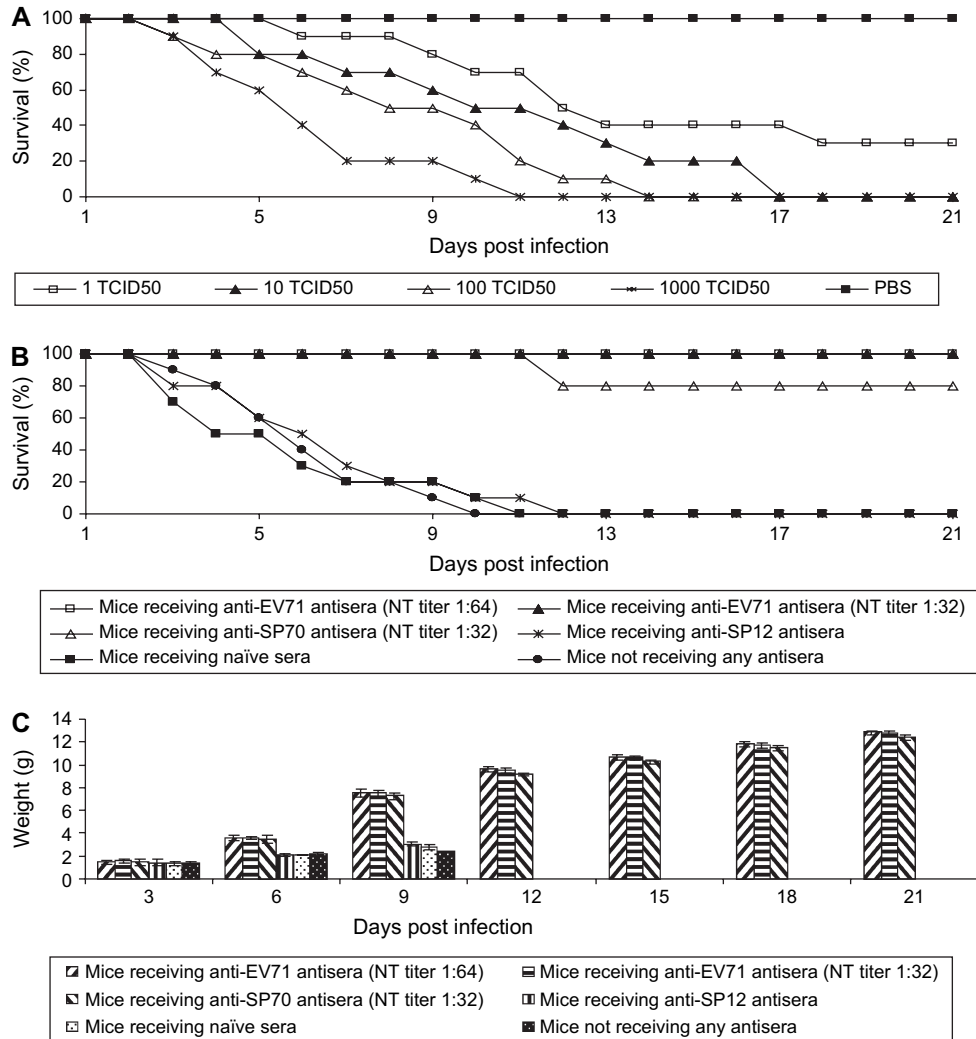 A
Survival (%)
100
80
60
40
20
0
1 5 9 13 17 21
Days post infection
1 TCID50 10 TCID50 100 TCID50 1000 TCID50 PBS
B
Survival (%)
100
80
60
40
20
0
1 5 9 13 17 21
Days post infection
Mice receiving anti-EV71 antisera (NT titer 1:64) Mice receiving anti-EV71 antisera (NT titer 1:32)
Mice receiving anti-SP70 antisera (NT titer 1:32) Mice receiving anti-SP12 antisera
Mice receiving naïve sera Mice not receiving any antisera
C
Weight (g)
14
12
10
8
6
4
2
0
3 6 9 12 15 18 21
Days post infection
Mice receiving anti-EV71 antisera (NT titer 1:64) Mice receiving anti-EV71 antisera (NT titer 1:32)
Mice receiving anti-SP70 antisera (NT titer 1:32) Mice receiving anti-SP12 antisera
Mice receiving naïve sera Mice not receiving any antisera